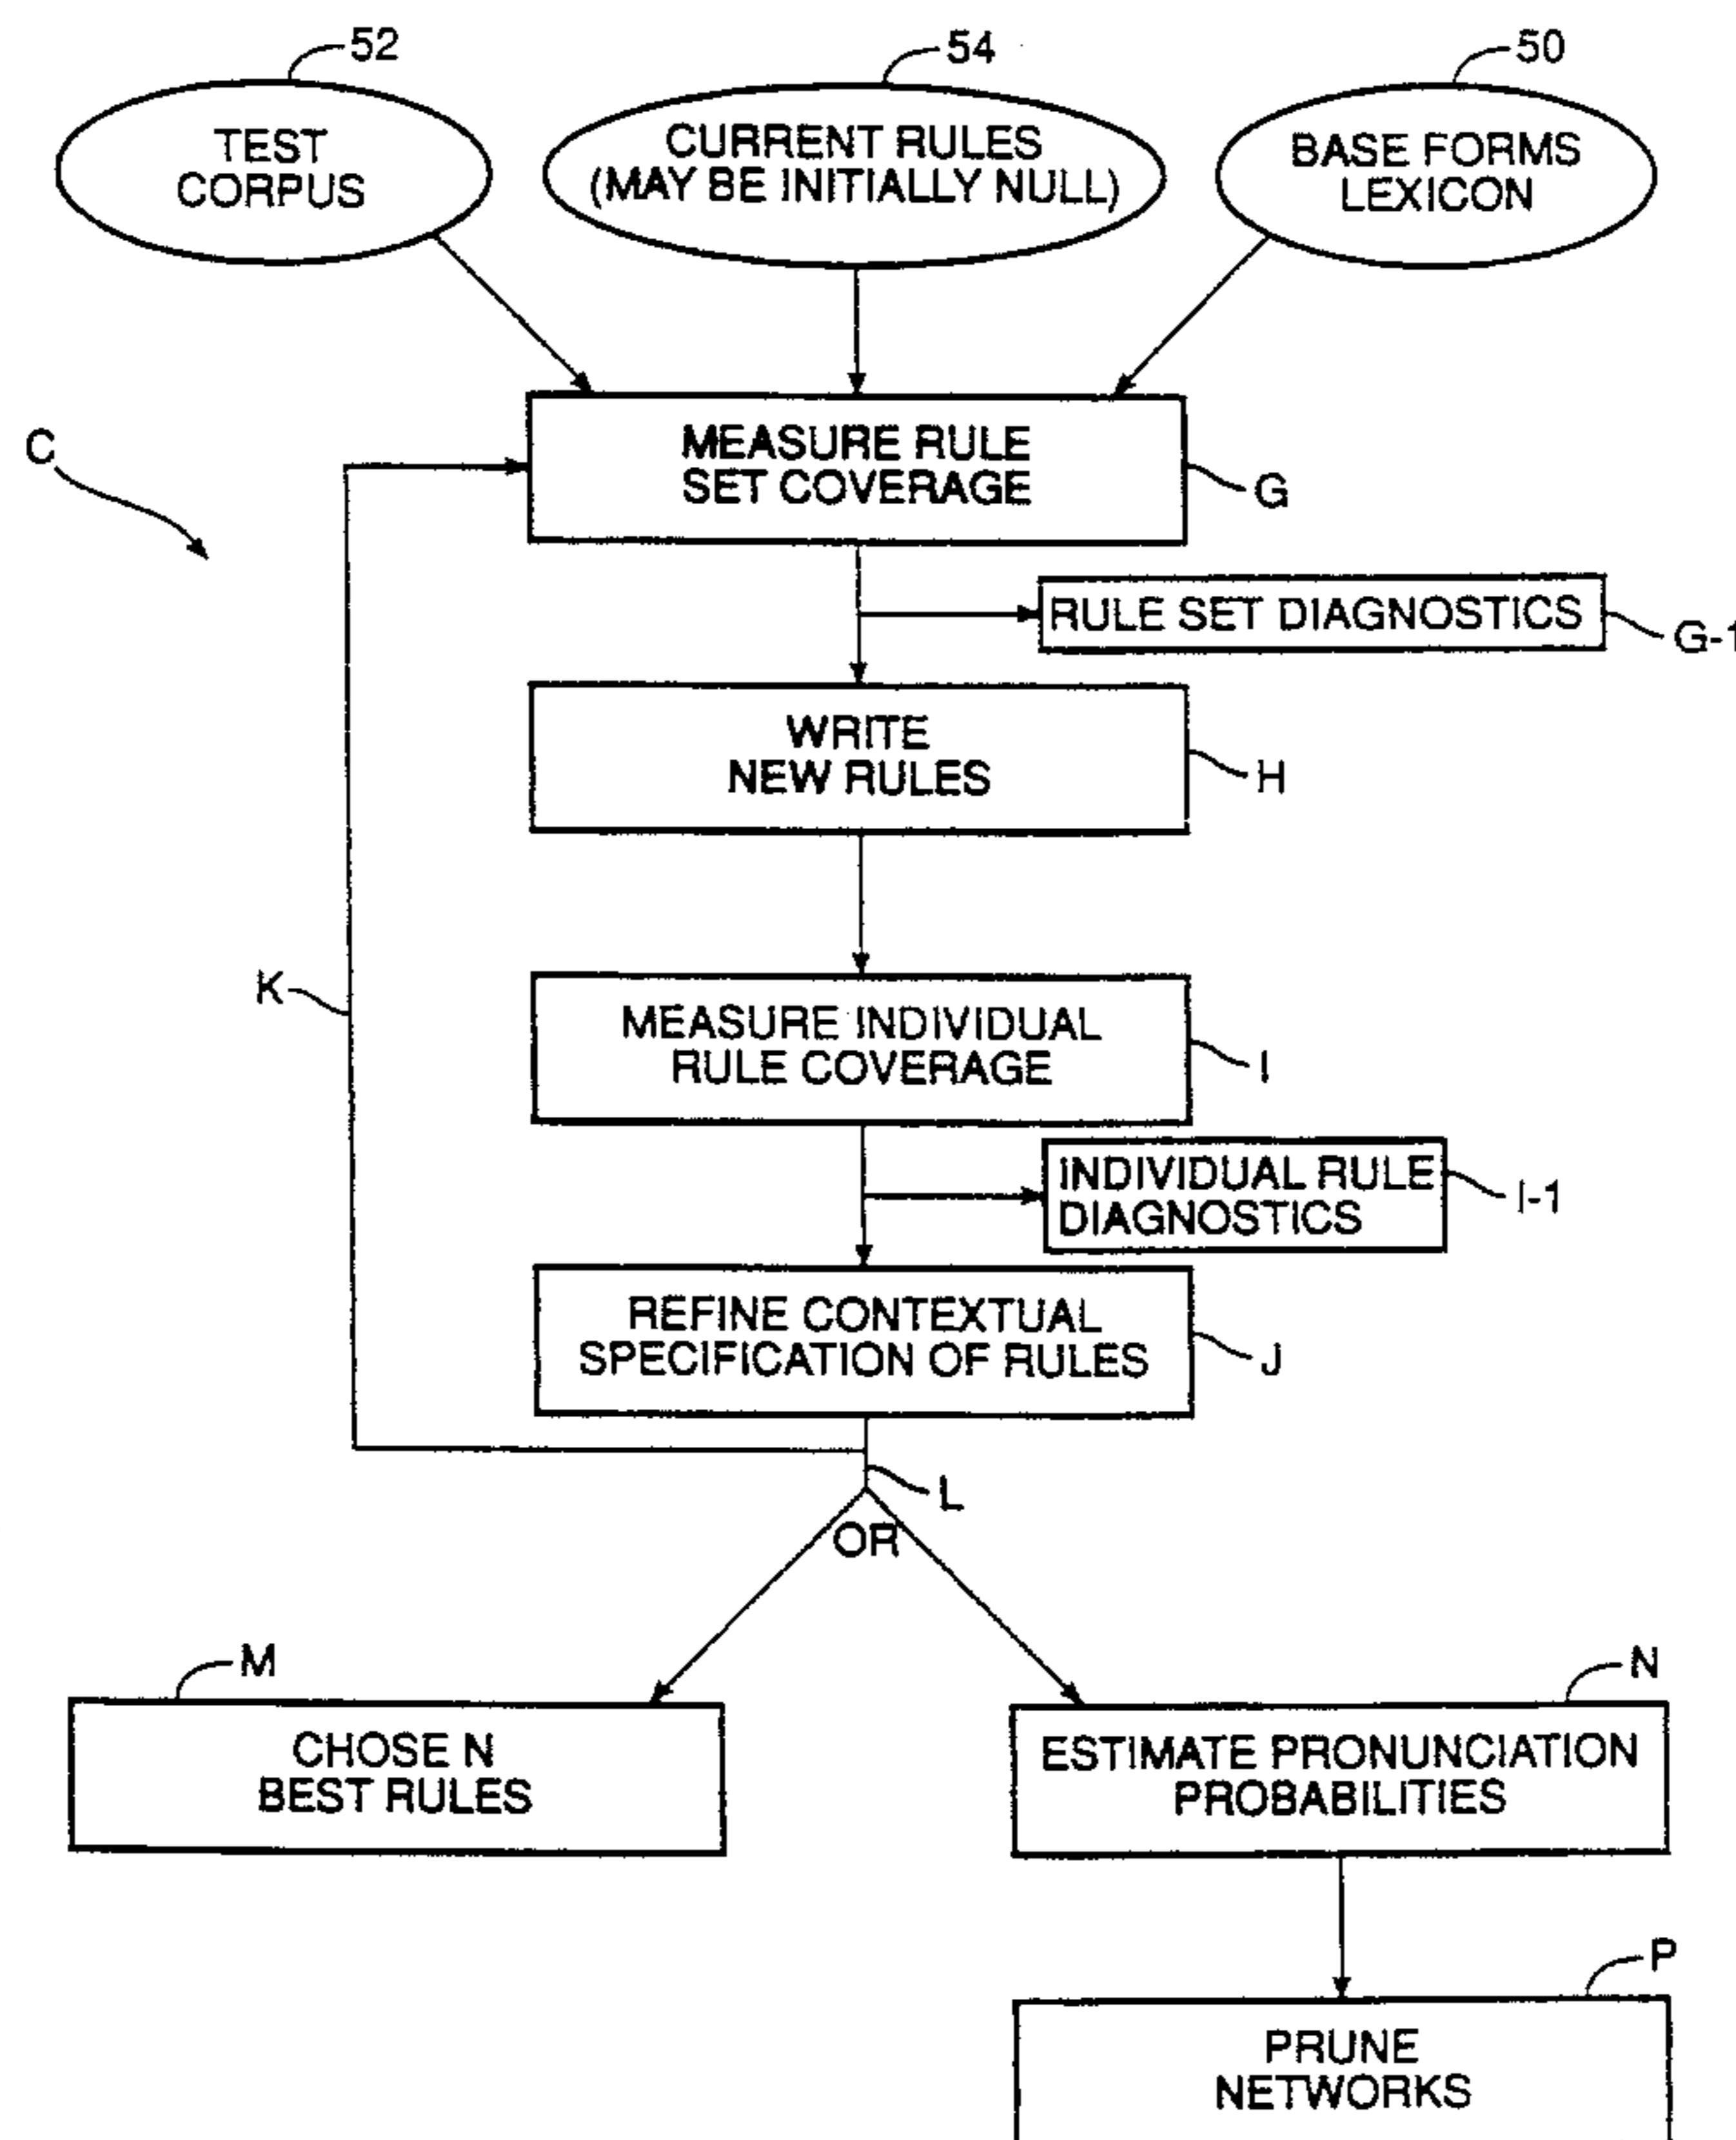 52
54
50
TEST
CORPUS
CURRENT RULES
(MAY BE INITIALLY NULL)
BASE FORMS
LEXICON
C
MEASURE RULE
SET COVERAGE
G
RULE SET DIAGNOSTICS
G-1
WRITE
NEW RULES
H
K
MEASURE INDIVIDUAL
RULE COVERAGE
I
INDIVIDUAL RULE
DIAGNOSTICS
I-1
REFINE CONTEXTUAL
SPECIFICATION OF RULES
J
L
OR
M
N
CHOSE N
BEST RULES
ESTIMATE PRONUNCIATION
PROBABILITIES
P
PRUNE
NETWORKS